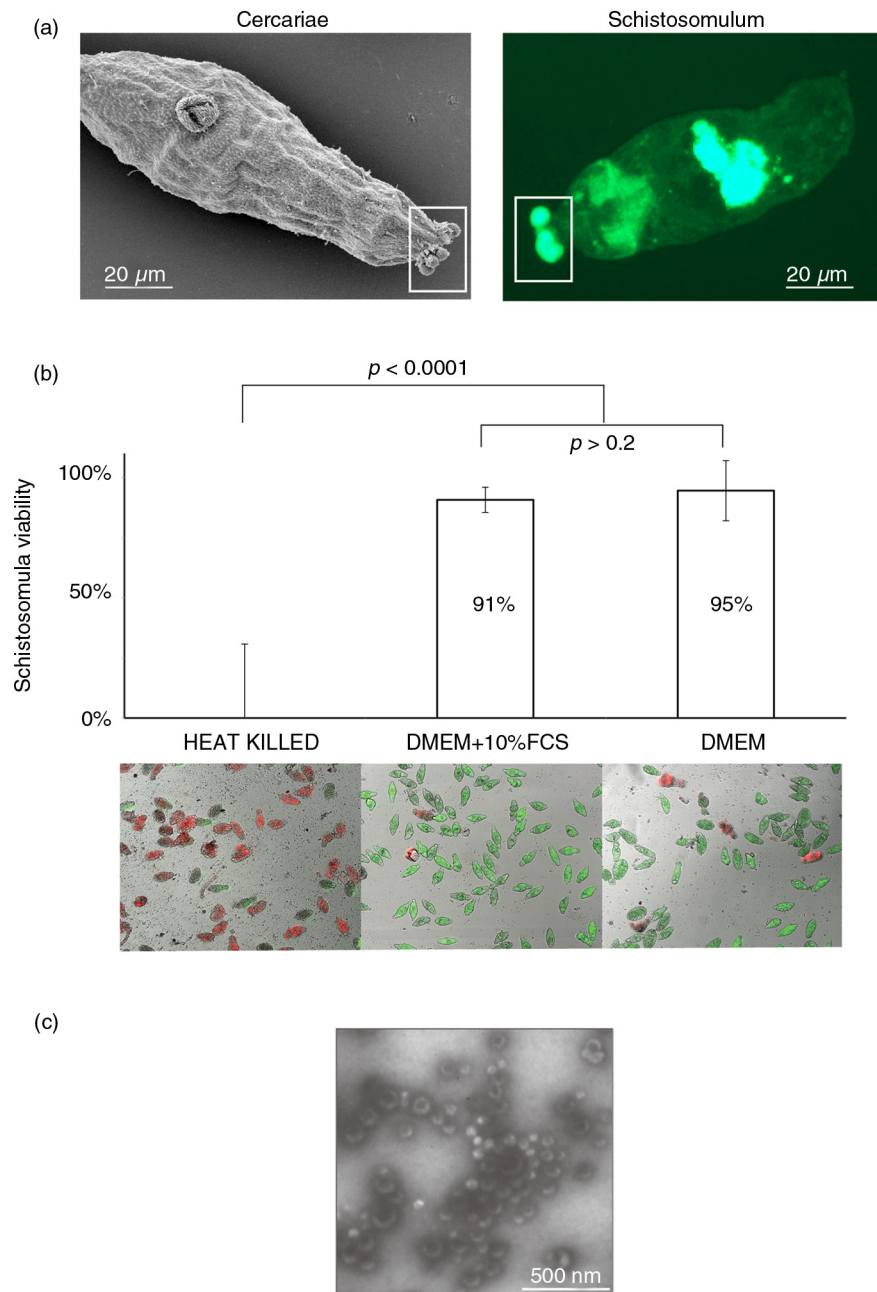 (a)
Cercariae
Schistosomulum
20 µm
20 µm
(b)
p < 0.0001
p > 0.2
Schistosomula viability
100%
50%
0%
91%
95%
HEAT KILLED
DMEM+10%FCS
DMEM
(c)
500 nm